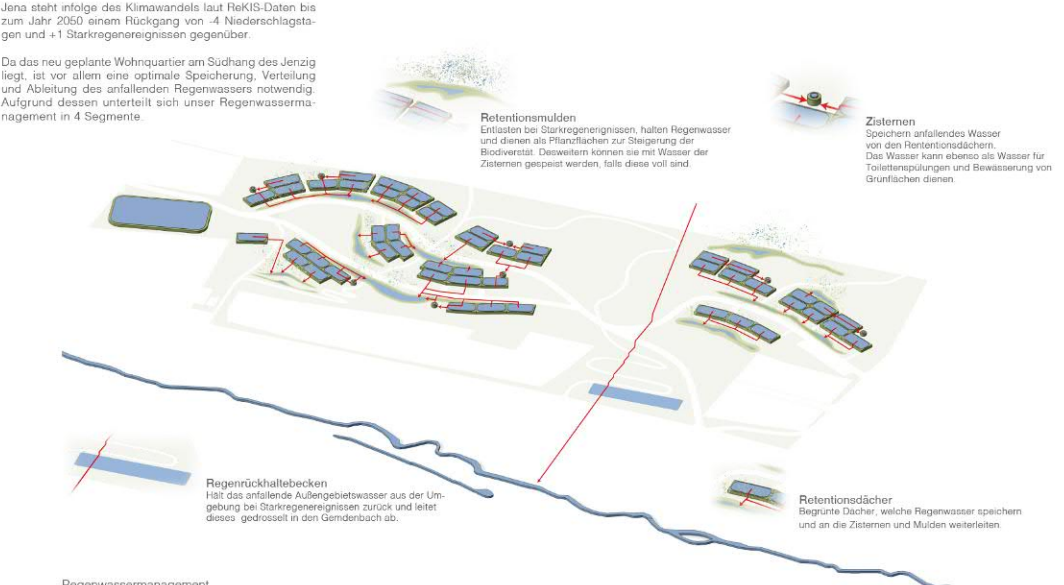 Jena steht infolge des Klimawandels laut ReKIS-Daten bis
zum Jahr 2050 einem Rückgang von -4 Niederschlagsta-
gen und +1 Starkregenereignissen gegenüber.
Da das neu geplante Wohnquartier am Südhang des Jenzig
liegt, ist vor allem eine optimale Speicherung, Verteilung
und Ableitung des anfallenden Regenwassers notwendig.
Aufgrund dessen unterteilt sich unser Regenwasserma-
nagement in 4 Segmente.
Retentionsmulden
Entlasten bei Starkregenerignissen, halten Regenwasser
und dienen als Pflanzflächen zur Steigerung der
Biodiverstät. Desweitern können sie mit Wasser der
Zisternen gespeist werden, falls diese voll sind.
Zisternen
Speichern anfallendes Wasser
von den Rententionsdächern.
Das Wasser kann ebenso als Wasser für
Toilettenspülungen und Bewässerung von
Grünflächen dienen.
Regenrückhaltebecken
Hält das anfallende Außengebietswasser aus der Um-
gebung bei Starkregenereignissen zurück und leitet
dieses gedrosselt in den Gemdenbach ab.
Retentionsdächer
Begrünte Dächer, welche Regenwasser speichern
und an die Zisternen und Mulden weiterleiten.
Regenwassermanagement